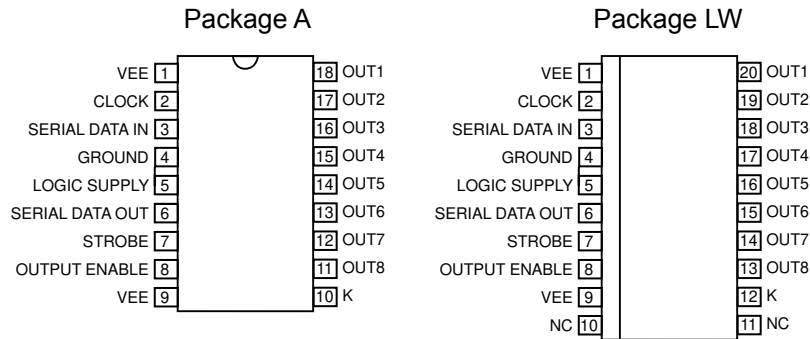 Package A
VEE 1 18 OUT1
CLOCK 2 17 OUT2
SERIAL DATA IN 3 16 OUT3
GROUND 4 15 OUT4
LOGIC SUPPLY 5 14 OUT5
SERIAL DATA OUT 6 13 OUT6
STROBE 7 12 OUT7
OUTPUT ENABLE 8 11 OUT8
VEE 9 10 K
Package LW
VEE 1 20 OUT1
CLOCK 2 19 OUT2
SERIAL DATA IN 3 18 OUT3
GROUND 4 17 OUT4
LOGIC SUPPLY 5 16 OUT5
SERIAL DATA OUT 6 15 OUT6
STROBE 7 14 OUT7
OUTPUT ENABLE 8 13 OUT8
VEE 9 12 K
NC 10 11 NC